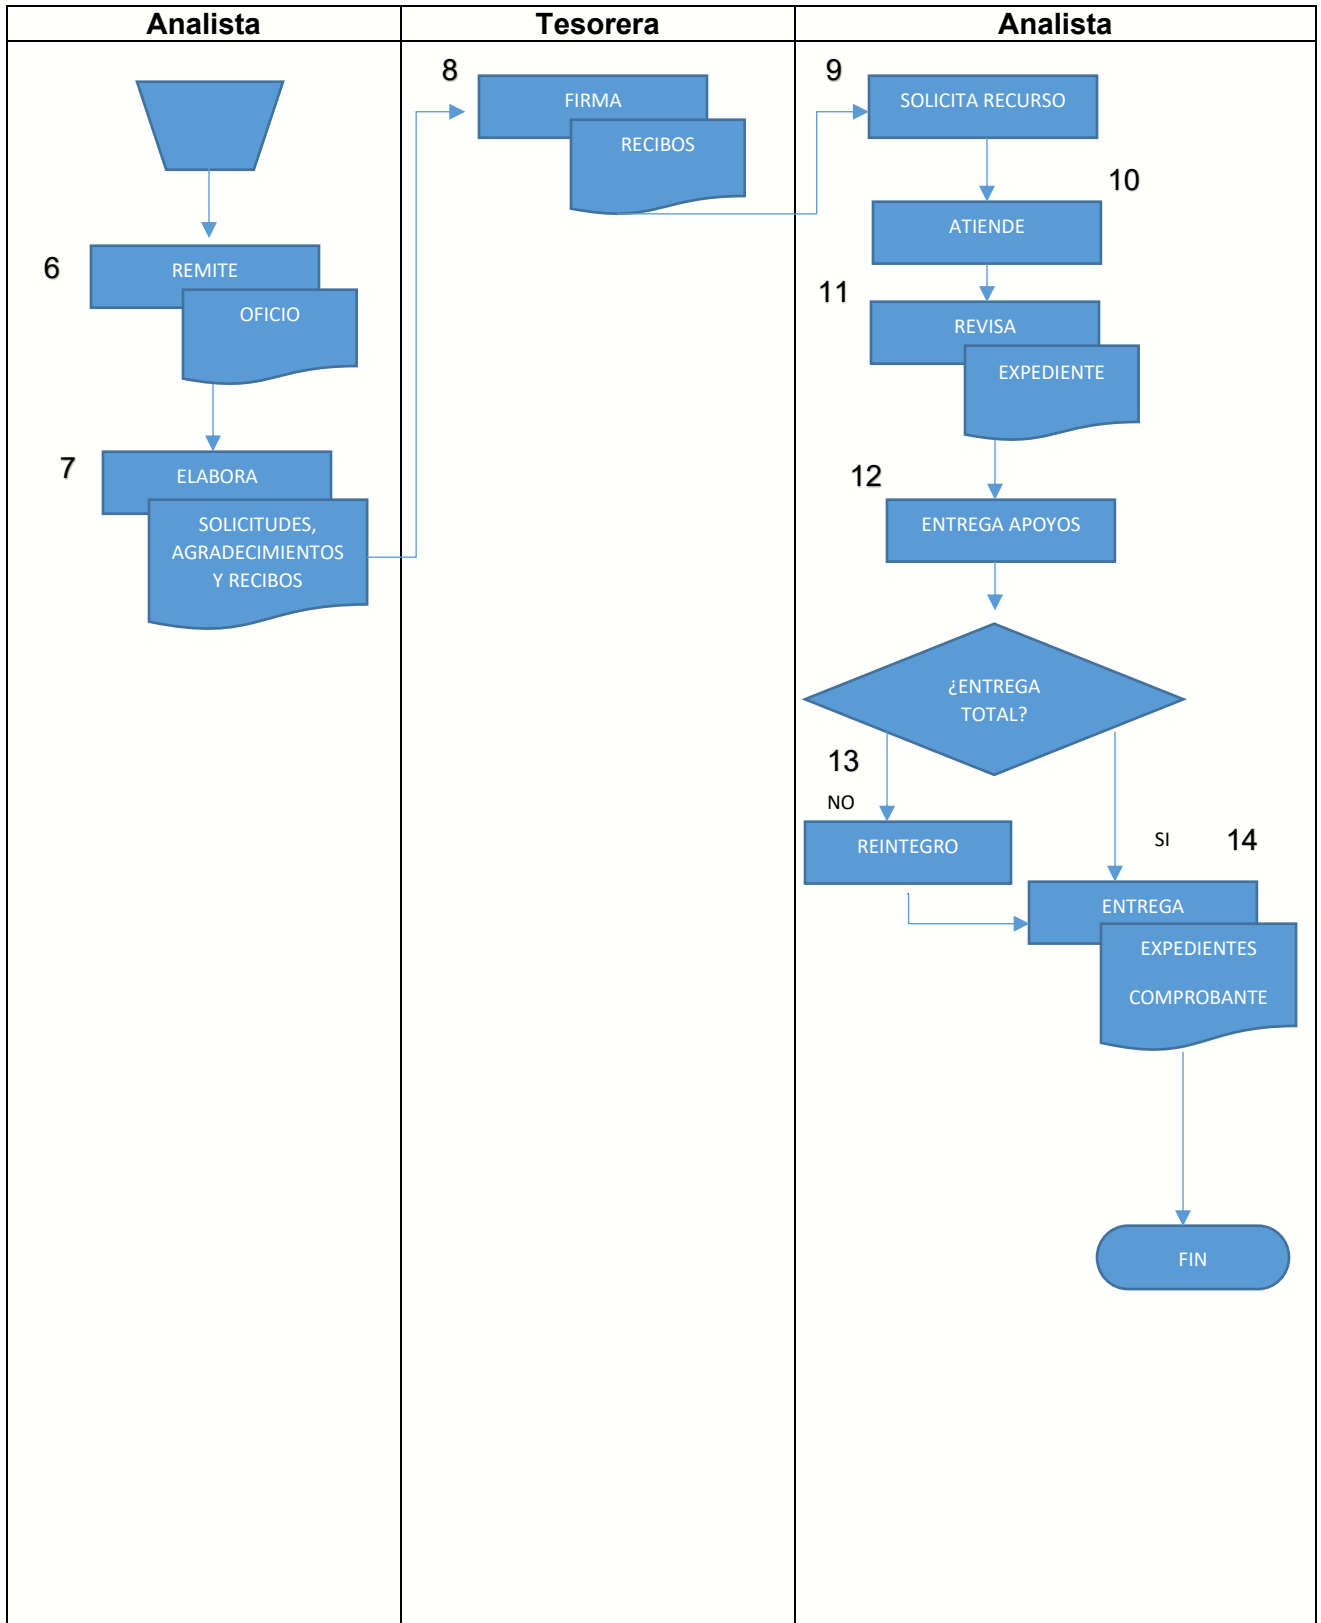 Analista
Tesorera
Analista
6
REMITE
OFICIO
7
ELABORA
SOLICITUDES,
AGRADECIMIENTOS
Y RECIBOS
8
FIRMA
RECIBOS
9
SOLICITA RECURSO
10
ATIENDE
11
REVISA
EXPEDIENTE
12
ENTREGA APOYOS
¿ENTREGA
TOTAL?
13
NO
REINTEGRO
SI
14
ENTREGA
EXPEDIENTES
COMPROBANTE
FIN